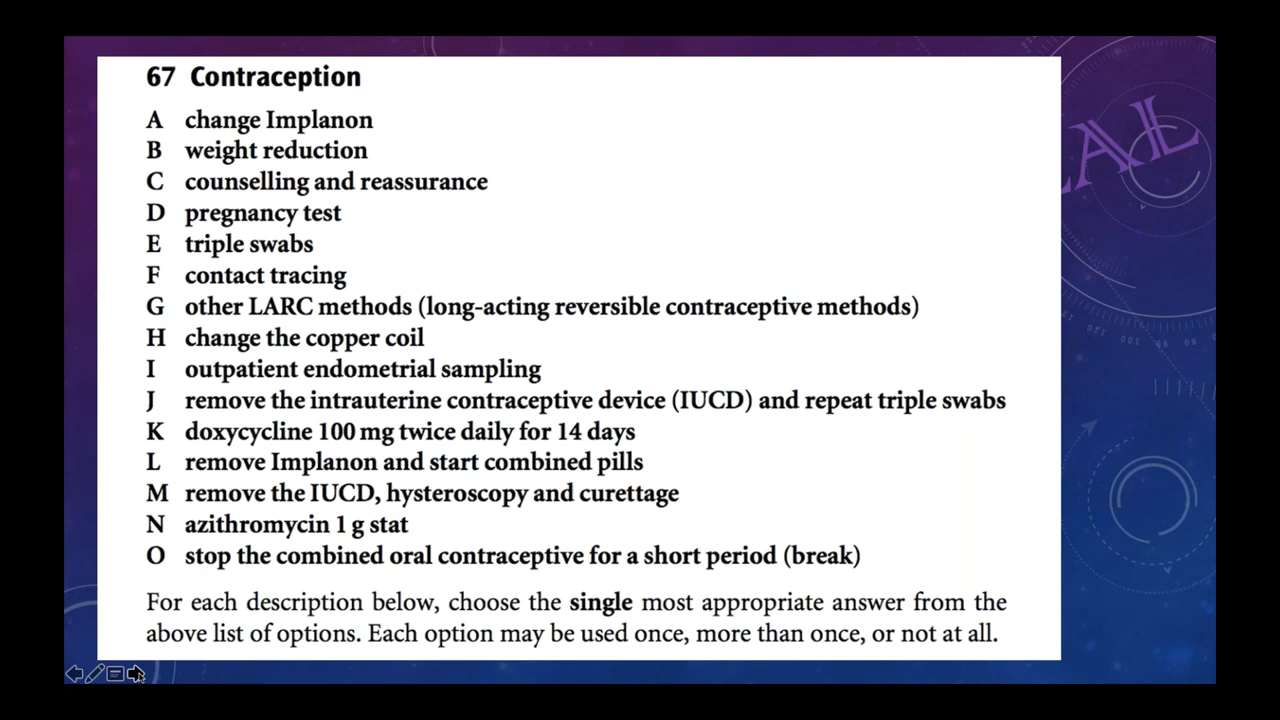 67 Contraception
A change Implanon
B weight reduction
C counselling and reassurance
D pregnancy test
E triple swabs
F contact tracing
G other LARC methods (long-acting reversible contraceptive methods)
H change the copper coil
I outpatient endometrial sampling
J remove the intrauterine contraceptive device (IUCD) and repeat triple swabs
K doxycycline 100 mg twice daily for 14 days
L remove Implanon and start combined pills
M remove the IUCD, hysteroscopy and curettage
N azithromycin 1 g stat
O stop the combined oral contraceptive for a short period (break)
For each description below, choose the single most appropriate answer from the
above list of options. Each option may be used once, more than once, or not at all.